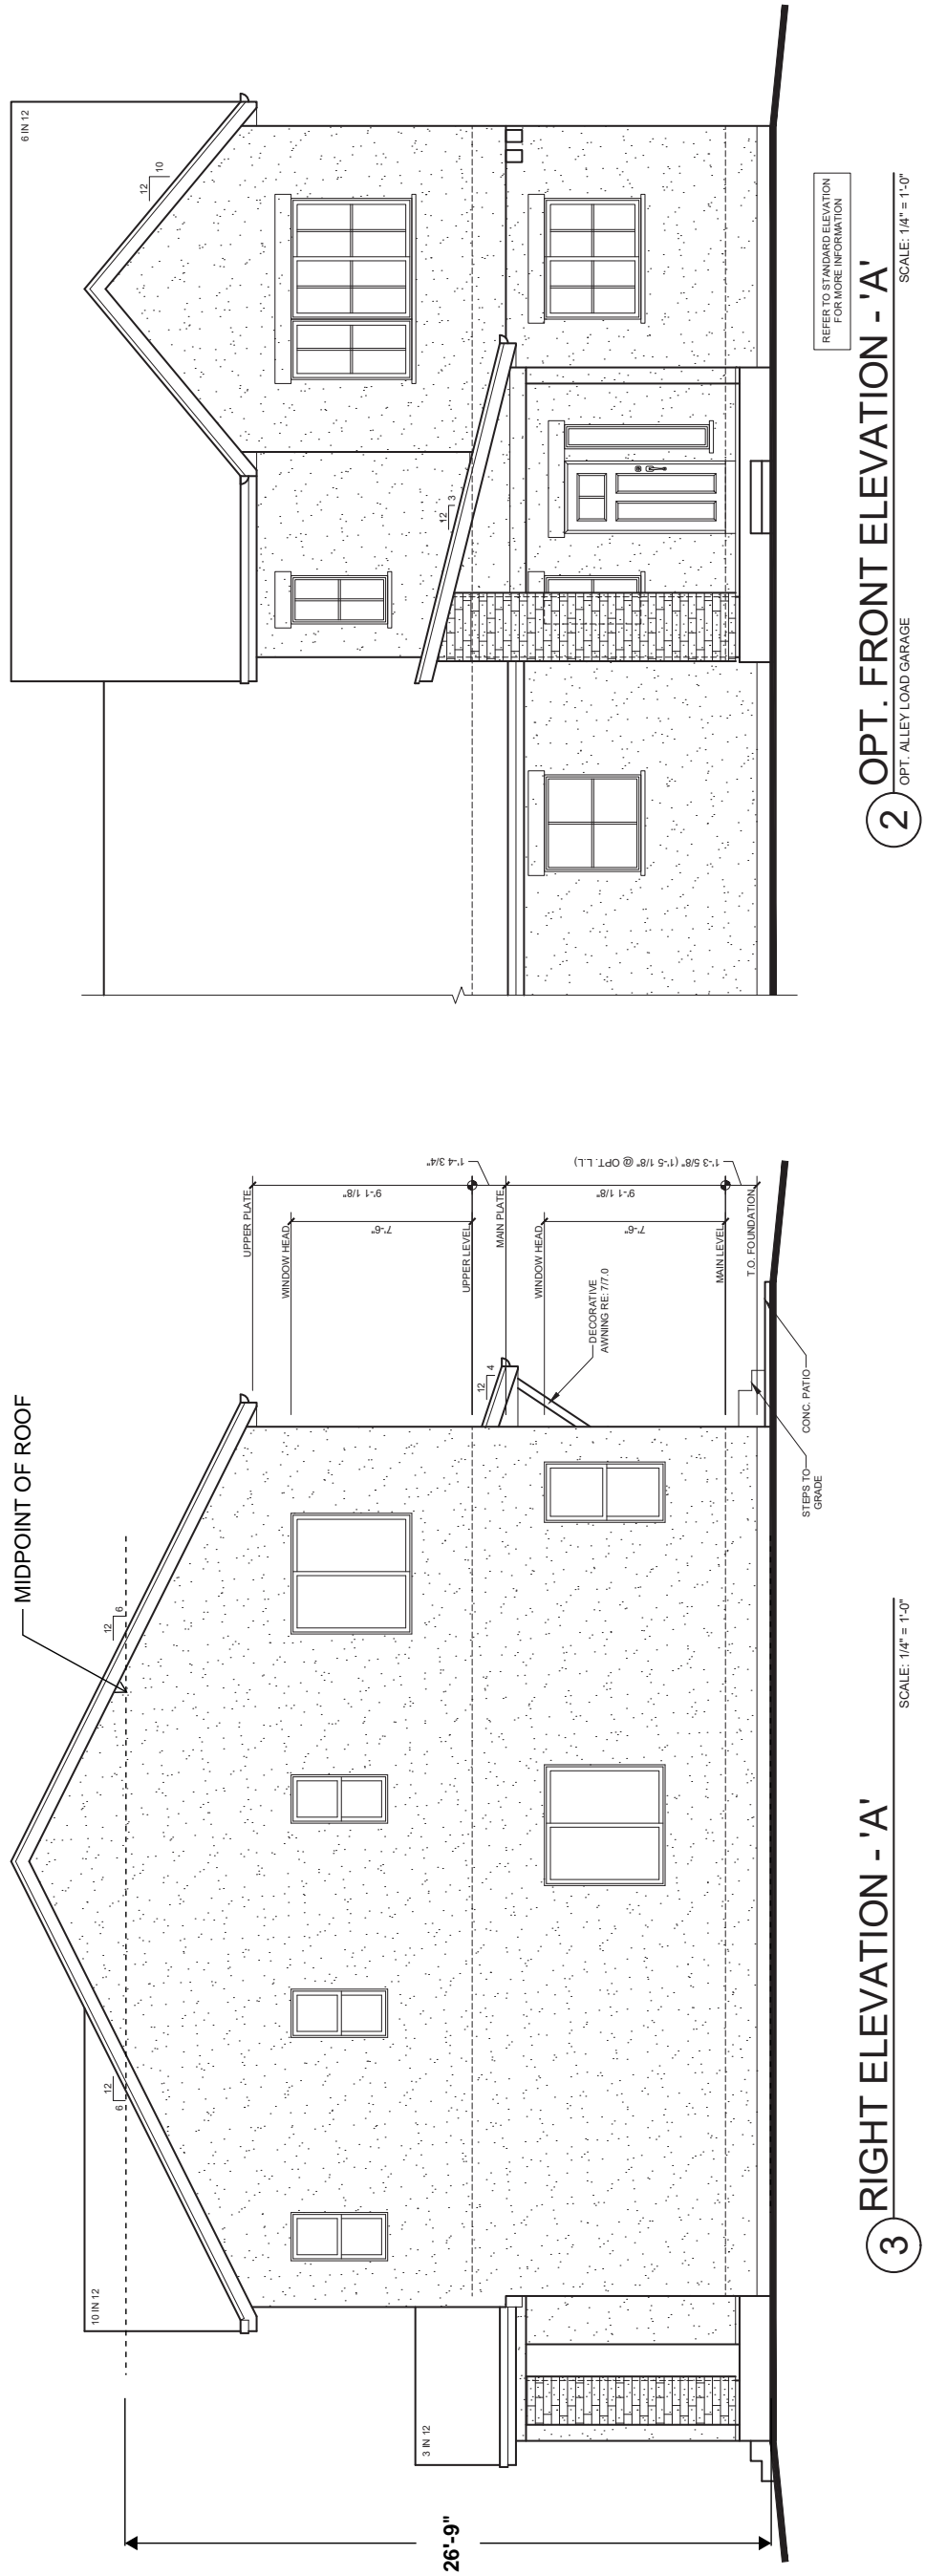 MIDPOINT OF ROOF
10 IN 12
12
6
12
6
3 IN 12
26'-9"
12
4
UPPER PLATE
WINDOW HEAD
UPPER LEVEL
MAIN PLATE
WINDOW HEAD
MAIN LEVEL
T.O. FOUNDATION
9'-1 1/8"
7'-6"
1'-4 3/4"
9'-1 1/8"
7'-6"
1'-3 5/8" (1'-5 1/8" @ OPT. L.L)
DECORATIVE
AWNING RE: 7/7.0
STEPS TO
GRADE
CONC. PATIO
3
RIGHT ELEVATION - 'A'
SCALE: 1/4" = 1'-0"
6 IN 12
12
10
12
3
REFER TO STANDARD ELEVATION
FOR MORE INFORMATION
2
OPT. FRONT ELEVATION - 'A'
OPT. ALLEY LOAD GARAGE
SCALE: 1/4" = 1'-0"